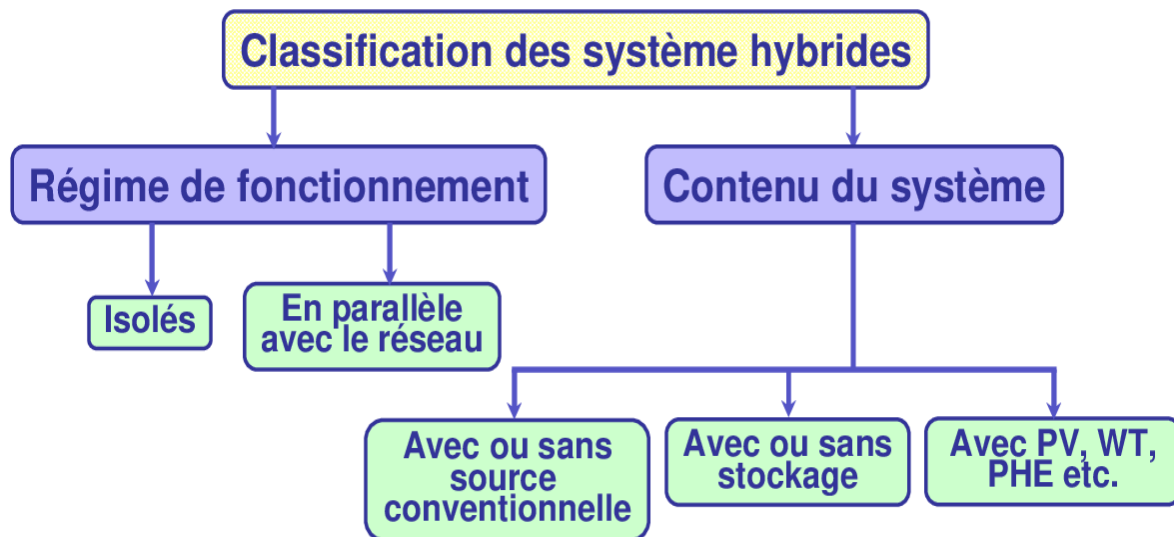 Classification des système hybrides
Régime de fonctionnement
Contenu du système
Isolés
En parallèle
avec le réseau
Avec ou sans
source
conventionnelle
Avec ou sans
stockage
Avec PV, WT,
PHE etc.